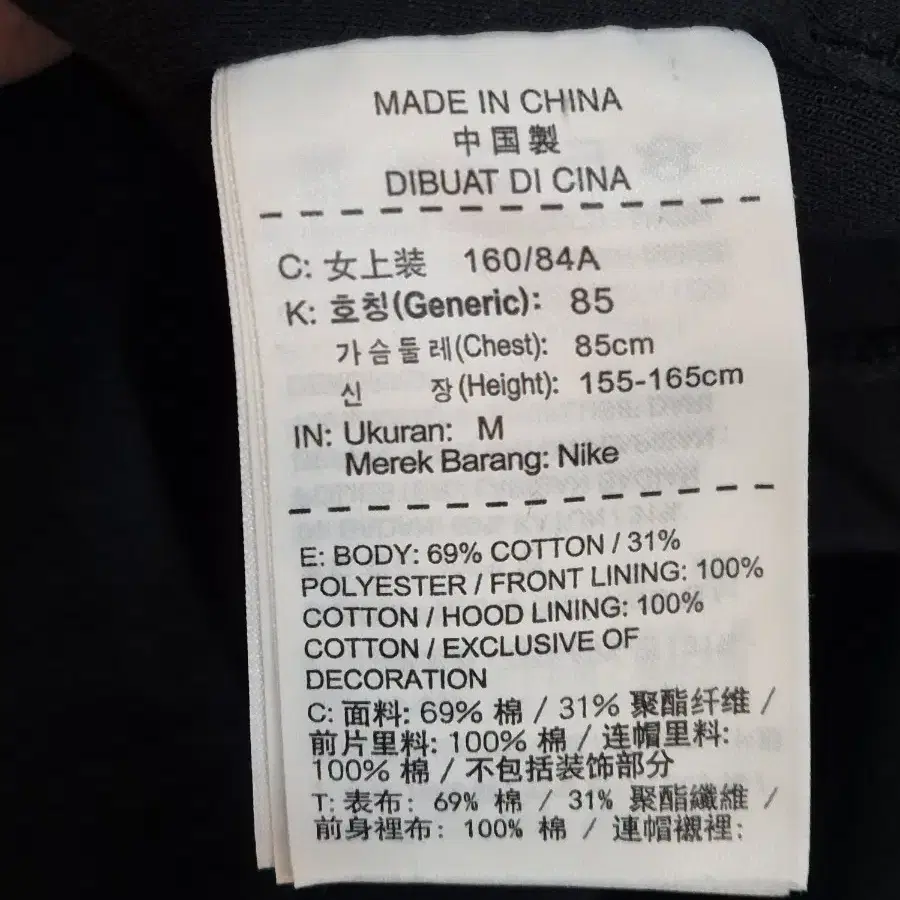 MADE IN CHINA
中国製
DIBUAT DI CINA
C: 女上装 160/84A
K: 호칭(Generic): 85
가슴둘레(Chest): 85cm
신 장(Height): 155-165cm
IN: Ukuran: M
Merek Barang: Nike
E: BODY: 69% COTTON / 31%
POLYESTER / FRONT LINING: 100%
COTTON / HOOD LINING: 100%
COTTON / EXCLUSIVE OF
DECORATION
C: 面料: 69% 棉 / 31% 聚酯纤维 /
前片里料: 100% 棉 / 连帽里料:
100% 棉 / 不包括装饰部分
T: 表布: 69% 棉 / 31% 聚酯纖維 /
前身裡布: 100% 棉 / 連帽襯裡: